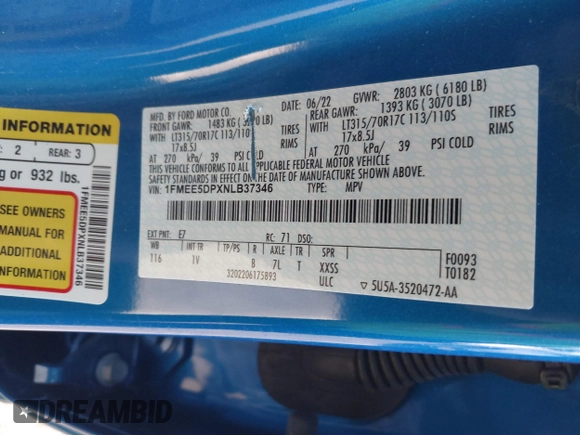 INFORMATION
2 REAR: 3
g or 932 lbs.
SEE OWNERS
MANUAL FOR
ADDITIONAL
INFORMATION
1FMEE5DPXNLB37346
MFD. BY FORD MOTOR CO.
DATE: 06/22 GVWR: 2803 KG ( 6180 LB)
FRONT GAWR: 1483 KG ( LB)
REAR GAWR: 1393 KG ( 3070 LB)
WITH LT315/70R17C 113/110 TIRES
17x8.5J RIMS
WITH LT315/70R17C 113/110S TIRES
17x8.5J RIMS
AT 270 kPa/ 39 PSI COLD
AT 270 kPa/ 39 PSI COLD
THIS VEHICLE CONFORMS TO ALL APPLICABLE FEDERAL MOTOR VEHICLE
SAFETY STANDARDS IN EFFECT ON THE DATE OF MANUFACTURE SHOWN ABOVE.
VIN: 1FMEE5DPXNLB37346 TYPE: MPV
EXT PNT: E7 RC: 71 DSO:
WB INT TR TP/PS R AXLE TR SPR
116 1V B 7L T XXSS
ULC
3202206175893
F0093
T0182
5U5A-3520472-AA
DREAMBID